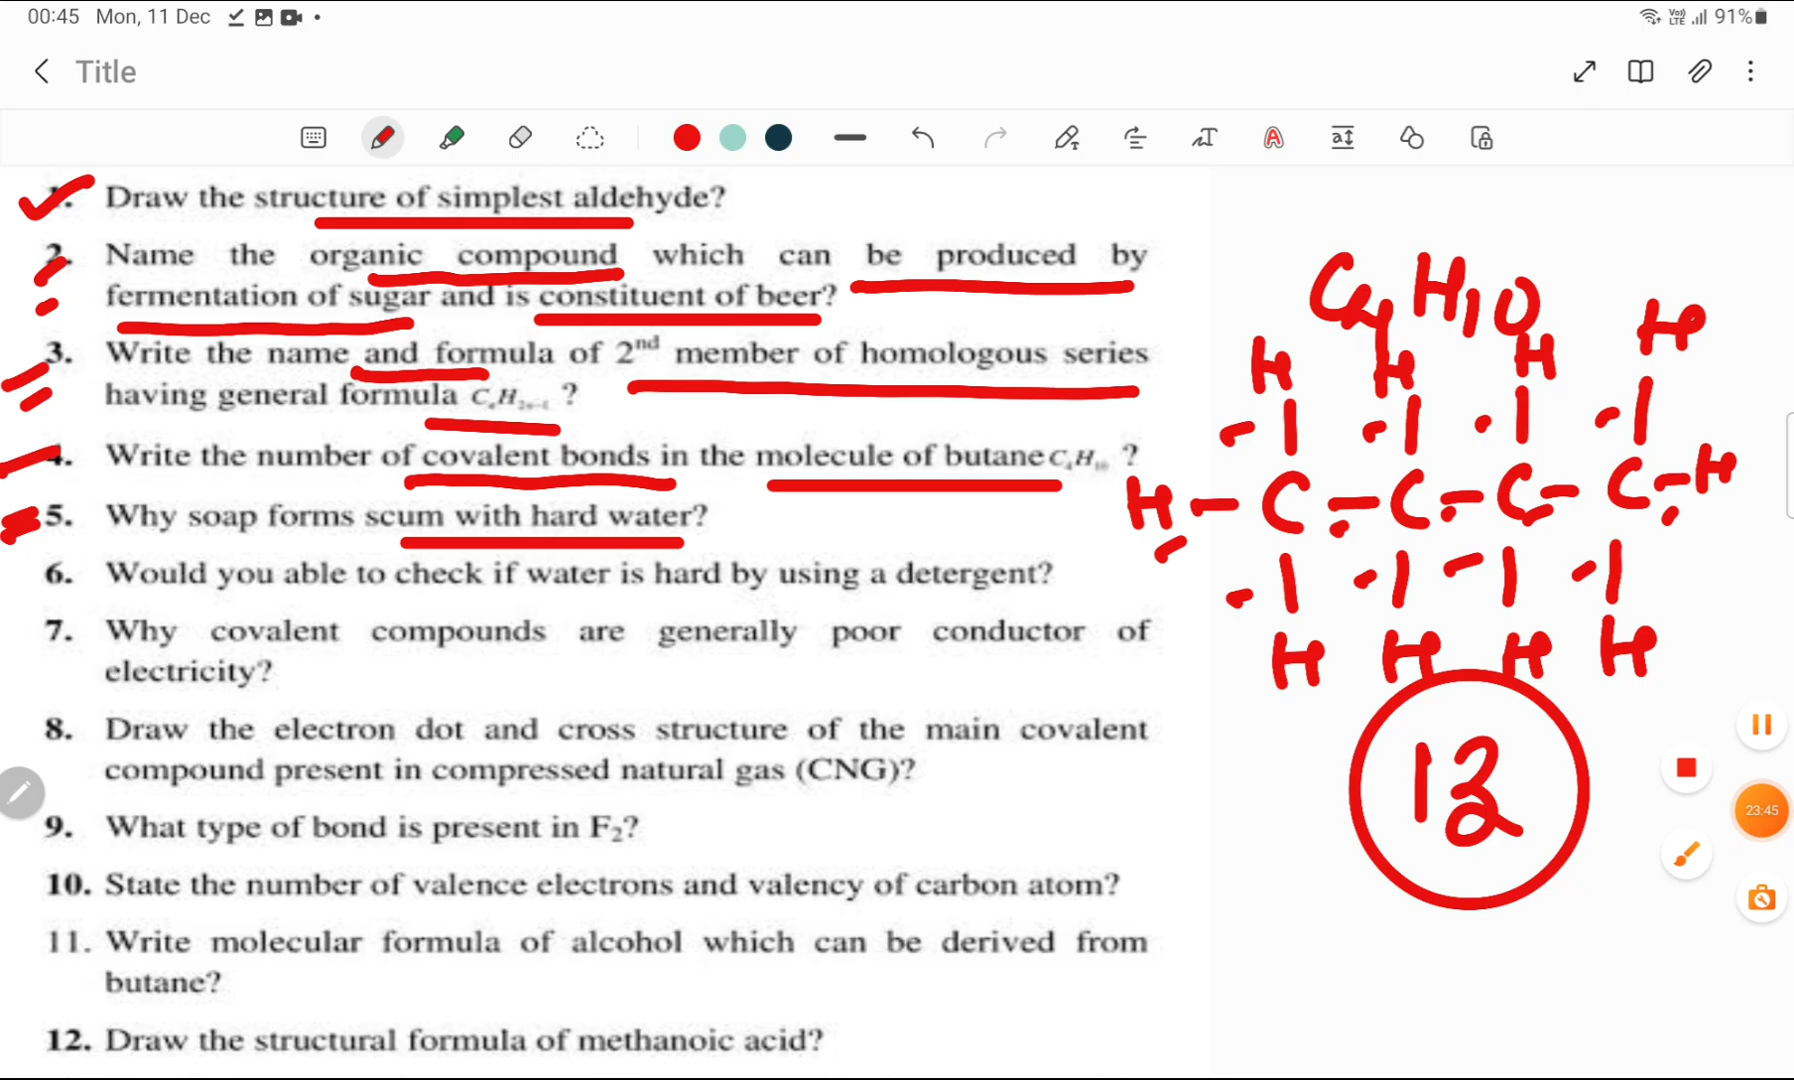 00:45 Mon, 11 Dec
Vo) LTE 91%
Title
1. Draw the structure of simplest aldehyde?
2. Name the organic compound which can be produced by
fermentation of sugar and is constituent of beer?
3. Write the name and formula of 2nd member of homologous series
having general formula ?
4. Write the number of covalent bonds in the molecule of butane C4H10 ?
5. Why soap forms scum with hard water?
6. Would you able to check if water is hard by using a detergent?
7. Why covalent compounds are generally poor conductor of
electricity?
8. Draw the electron dot and cross structure of the main covalent
compound present in compressed natural gas (CNG)?
9. What type of bond is present in F2?
10. State the number of valence electrons and valency of carbon atom?
11. Write molecular formula of alcohol which can be derived from
butane?
12. Draw the structural formula of methanoic acid?
C4H10
H H H H
H - C - C - C - C - H
H H H H
13
23:45